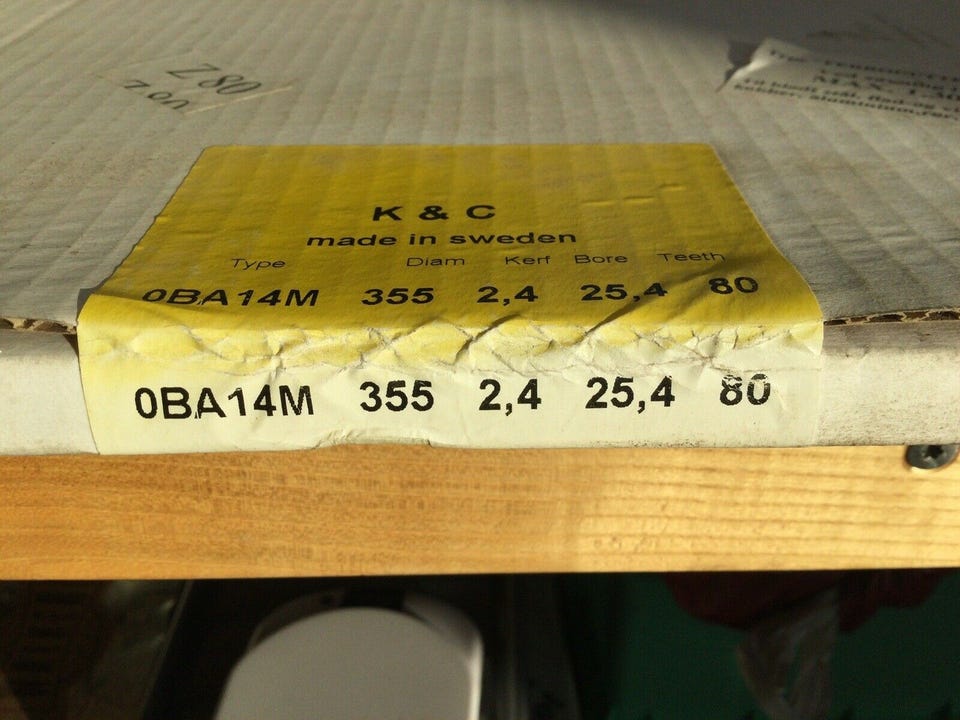 Z80
K & C
made in sweden
Type Diam Kerf Bore Teeth
0BA14M 355 2,4 25,4 80
0BA14M 355 2,4 25,4 80